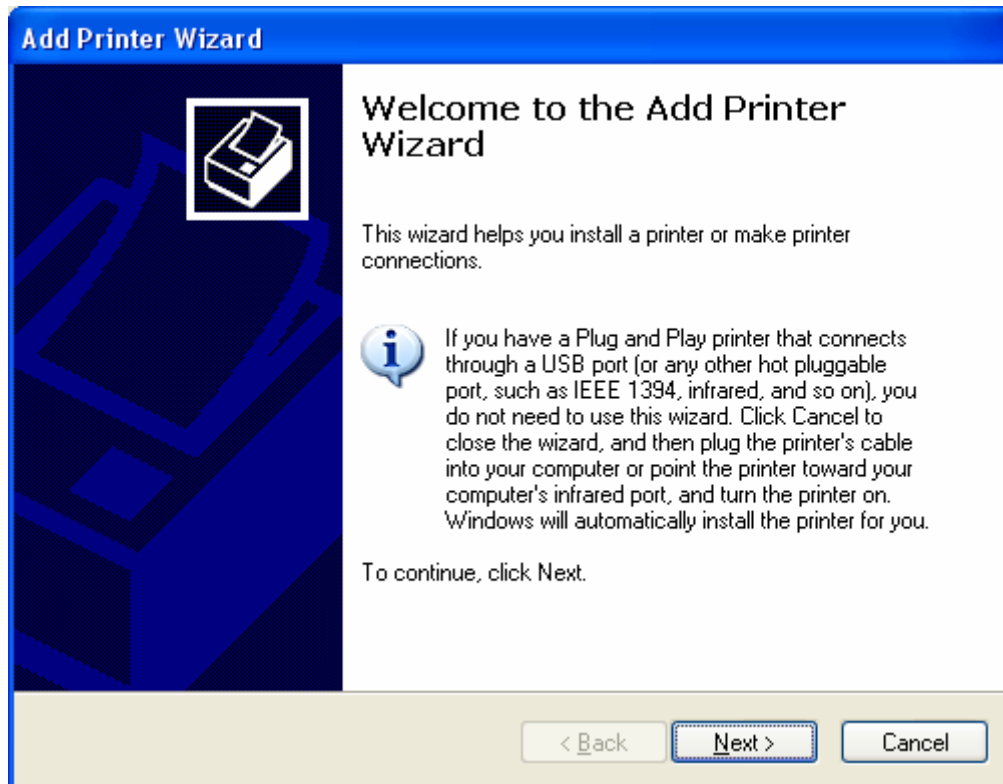 Add Printer Wizard
Welcome to the Add Printer
Wizard
This wizard helps you install a printer or make printer
connections.
If you have a Plug and Play printer that connects
through a USB port (or any other hot pluggable
port, such as IEEE 1394, infrared, and so on), you
do not need to use this wizard. Click Cancel to
close the wizard, and then plug the printer's cable
into your computer or point the printer toward your
computer's infrared port, and turn the printer on.
Windows will automatically install the printer for you.
To continue, click Next.
< Back Next > Cancel